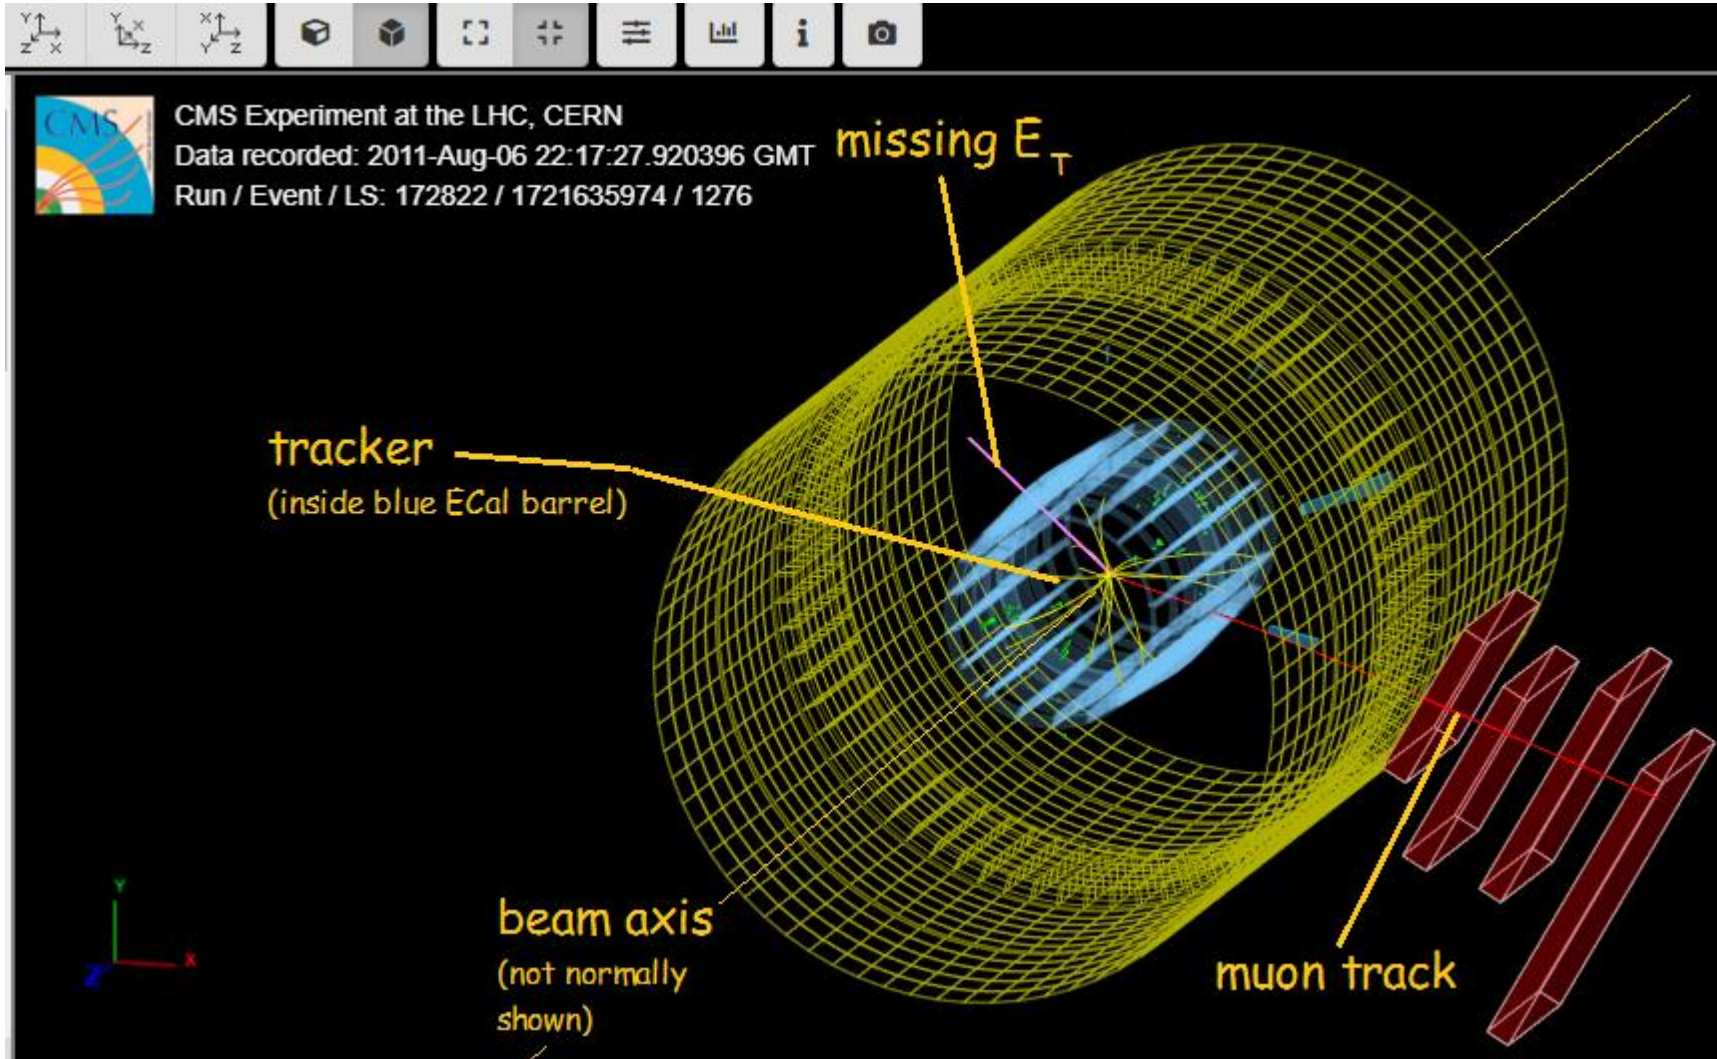 Y
Z X
Y X
Z
X
Y Z
i
CMS
CMS Experiment at the LHC, CERN
Data recorded: 2011-Aug-06 22:17:27.920396 GMT
Run / Event / LS: 172822 / 1721635974 / 1276
missing E T
tracker
(inside blue ECal barrel)
beam axis
(not normally
shown)
muon track
Y
X
Z